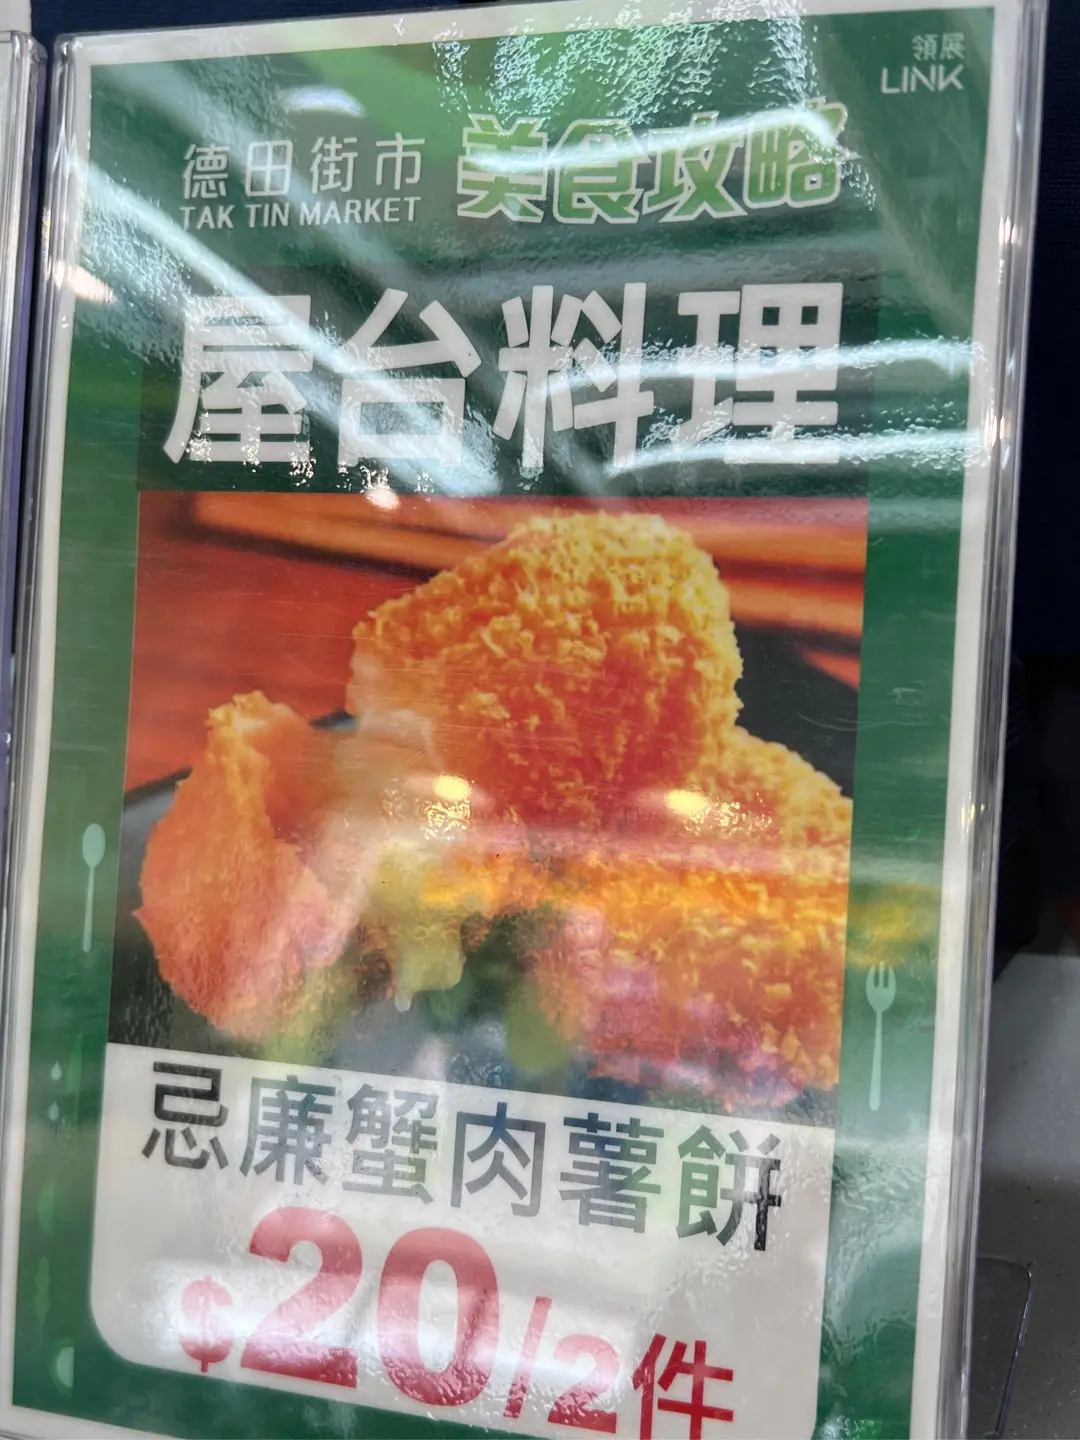 領展
LINK
德田街市 美食攻略
TAK TIN MARKET
屋台料理
忌廉蟹肉薯餅
$20/2件